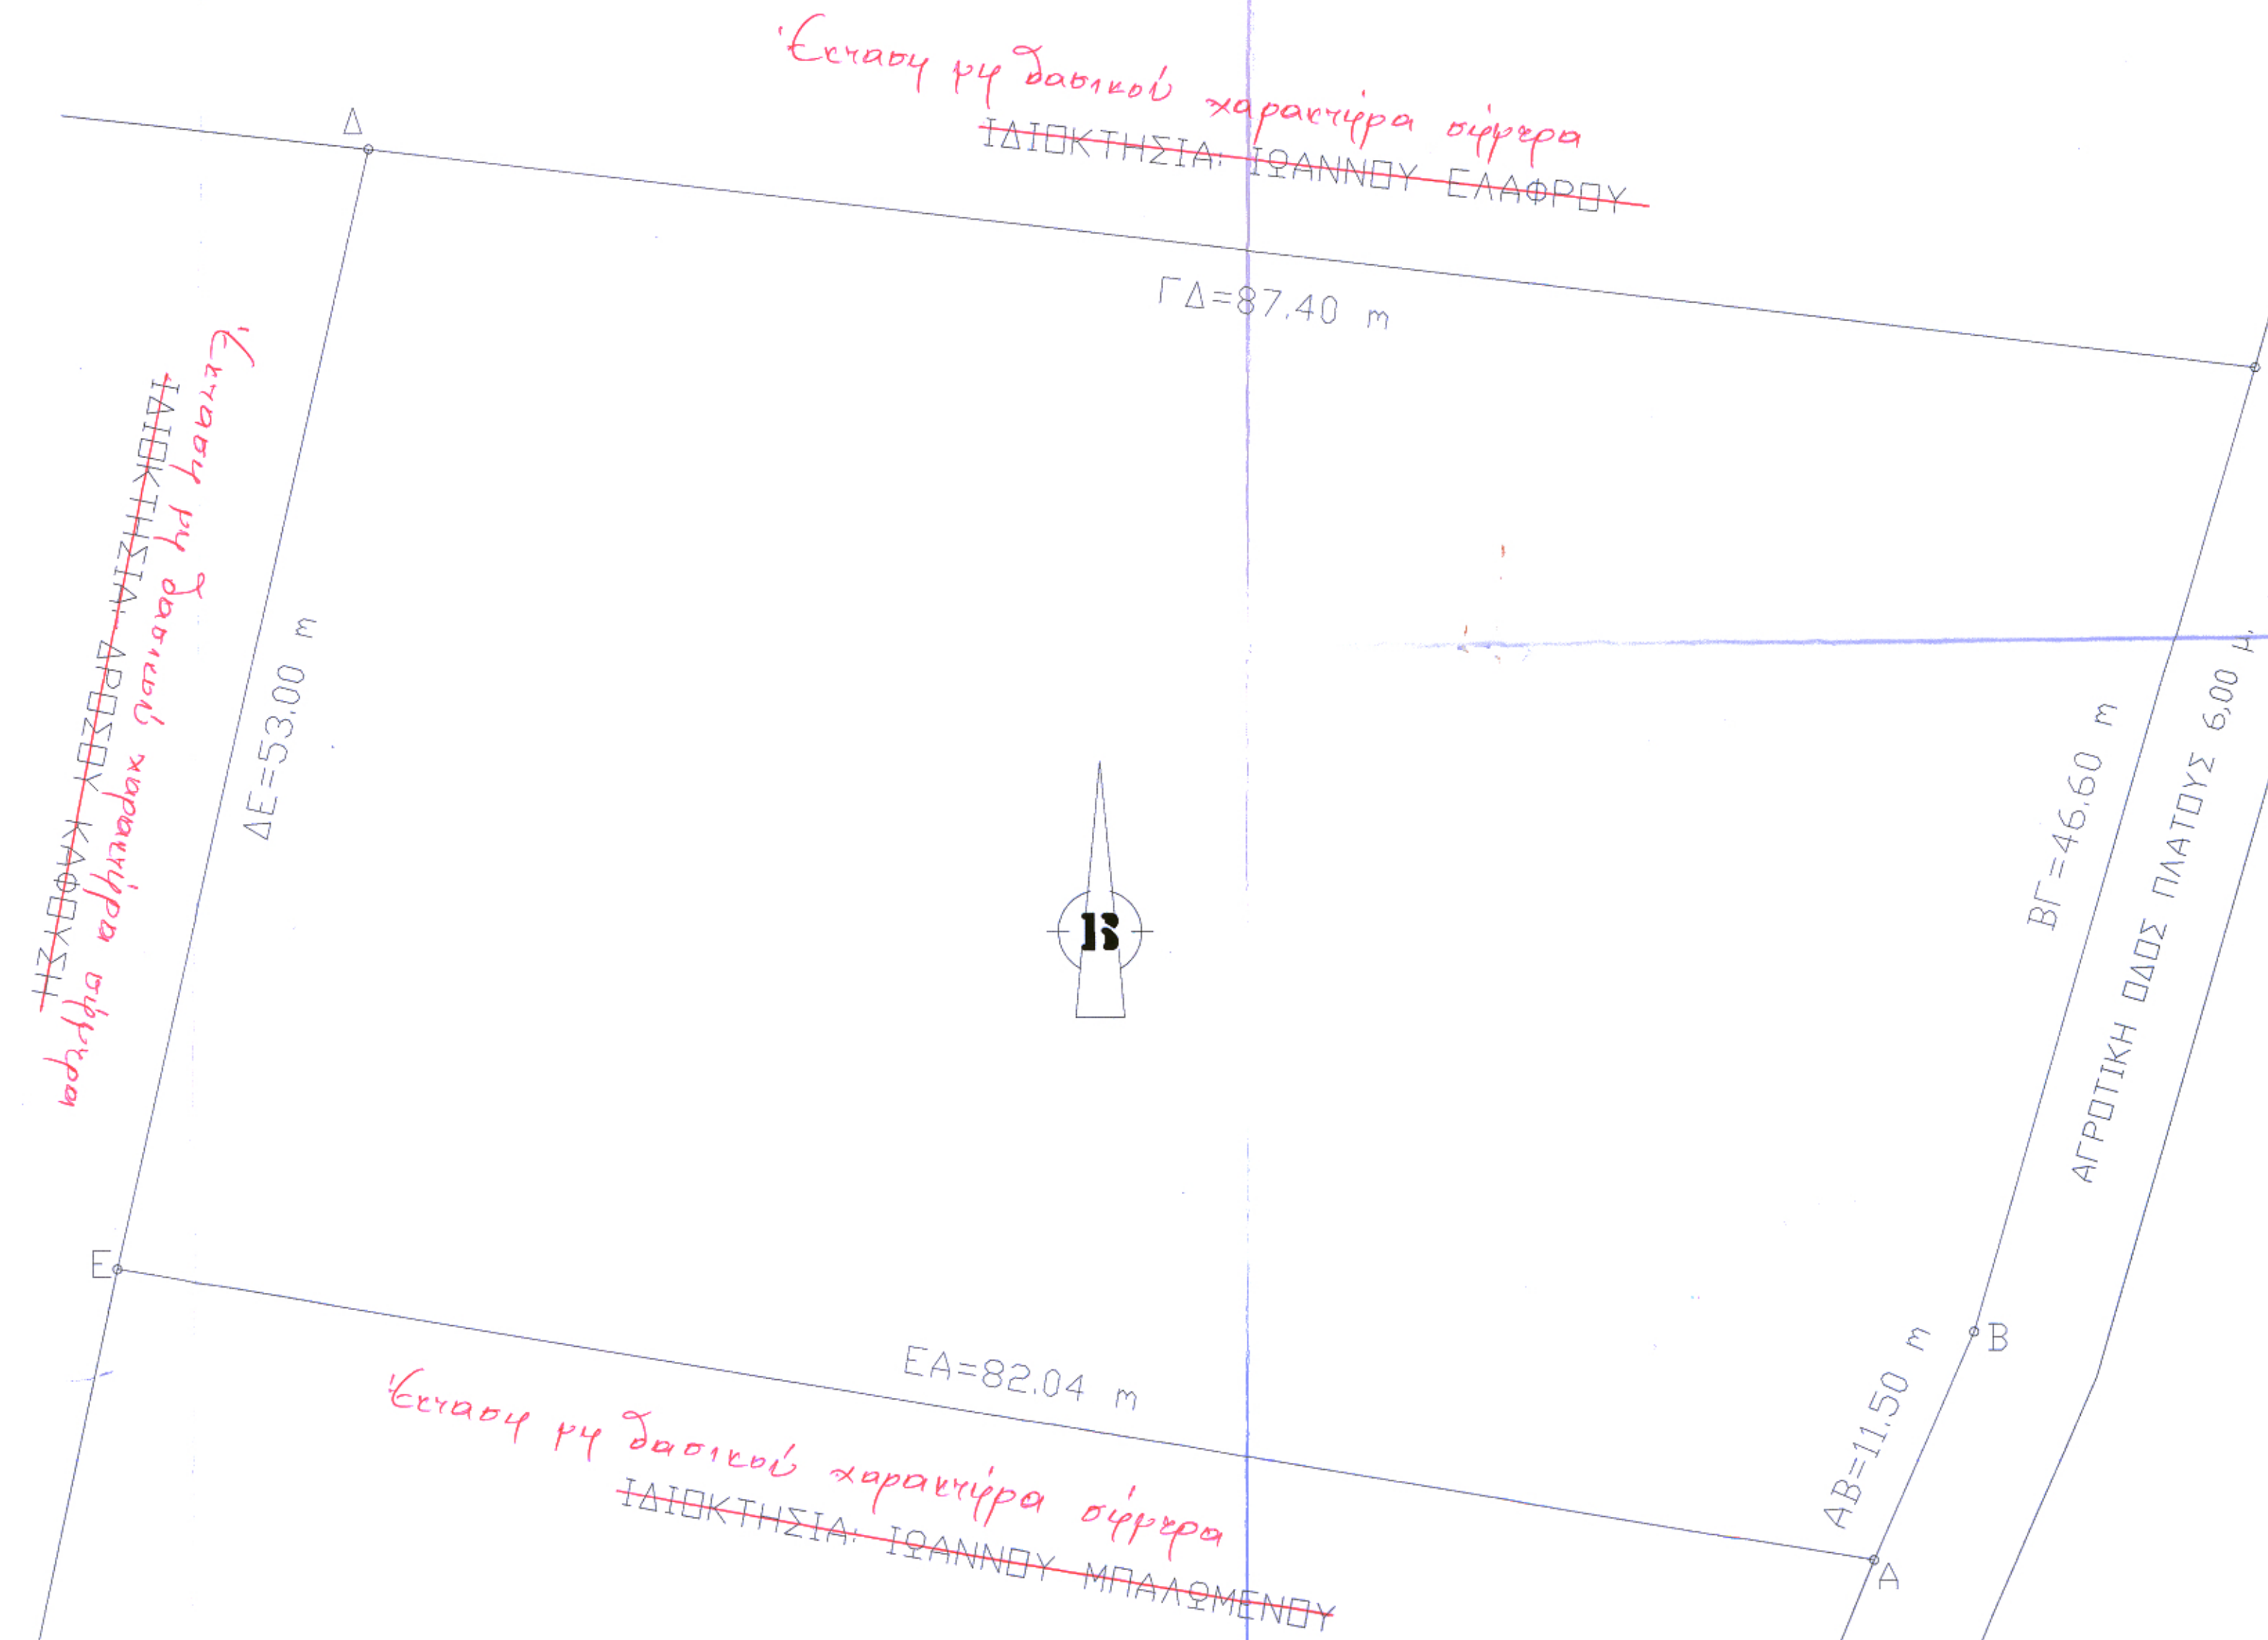 Έκταση μη δασικού χαρακτήρα σήμερα
ΙΔΙΟΚΤΗΣΙΑ: ΙΩΑΝΝΟΥ ΕΛΑΦΡΟΥ
Δ
ΓΔ=87.40 m
Έκταση μη δασικού χαρακτήρα σήμερα
ΙΔΙΟΚΤΗΣΙΑ: ΔΡΟΣΟΥ ΚΑΦΟΥΣΗ
ΔΕ=53.00 m
Β
ΒΓ=46.60 m
ΑΓΡΟΤΙΚΗ ΟΔΟΣ ΠΛΑΤΟΥΣ 6,00 μ.
Ε
ΕΑ=82.04 m
Β
ΑΒ=11.50 m
Α
Έκταση μη δασικού χαρακτήρα σήμερα
ΙΔΙΟΚΤΗΣΙΑ: ΙΩΑΝΝΟΥ ΜΠΑΛΩΜΕΝΟΥ